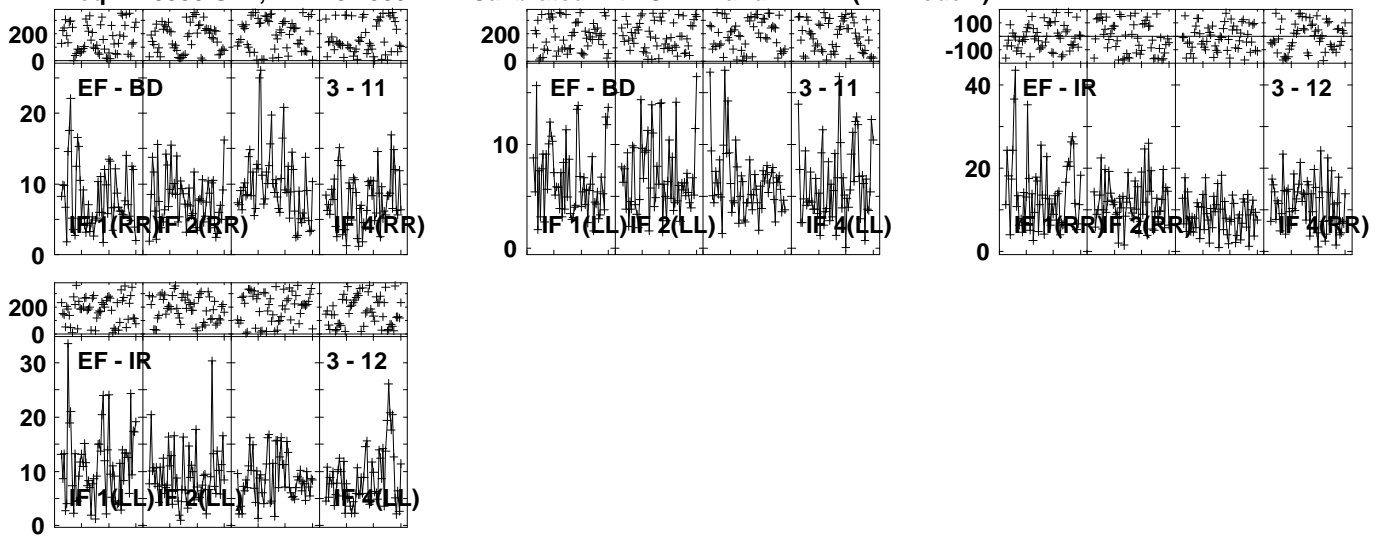 200
0
EF - BD
3 - 11
20
10
0
IF 1(RR)
IF 2(RR)
IF 4(RR)
200
0
EF - BD
3 - 11
10
0
IF 1(LL)
IF 2(LL)
IF 4(LL)
100
-100
EF - IR
3 - 12
40
20
0
IF 1(RR)
IF 2(RR)
IF 4(RR)
200
0
EF - IR
3 - 12
30
20
10
0
IF 1(LL)
IF 2(LL)
IF 4(LL)